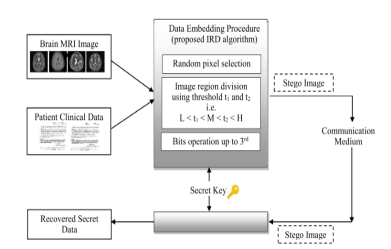 Data Embedding Procedure
(proposed IRD algorithm)
Brain MRI Image
Random pixel selection
Image region division
using threshold t₁ and t₂
i.e.
L < t₁ < M < t₂ < H
Bits operation up to 3rd
Stego Image
Patient Clinical Data
Communication
Medium
Secret Key
Recovered Secret
Data
Stego Image